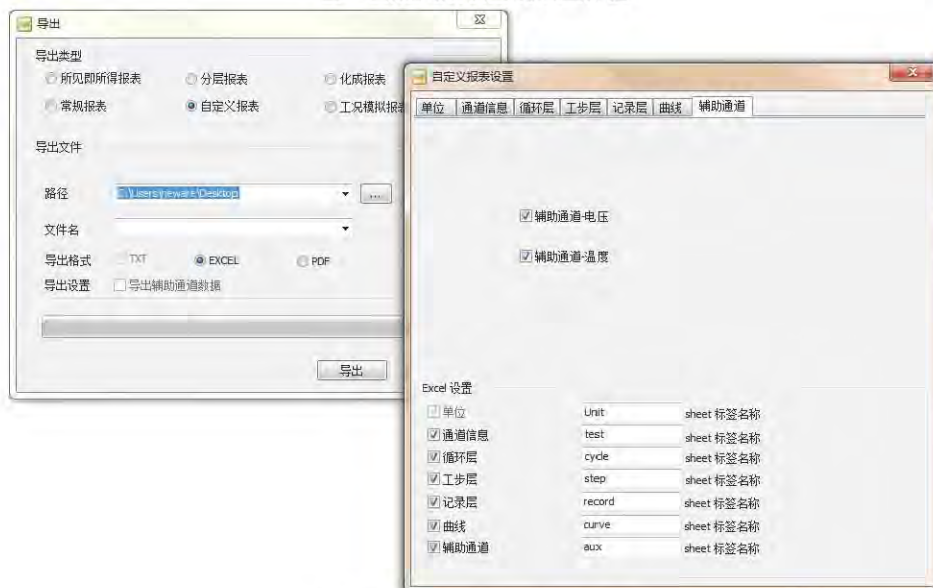 导出
导出类型
所见即所得报表 分层报表 化成报表
常规报表 自定义报表 工况模拟报表
导出文件
路径 C:\Users\neware\Desktop ...
文件名
导出格式 TXT EXCEL PDF
导出设置 导出辅助通道数据
导出
自定义报表设置
单位 通道信息 循环层 工步层 记录层 曲线 辅助通道
辅助通道-电压
辅助通道-温度
Excel 设置
单位 Unit sheet 标签名称
通道信息 test sheet 标签名称
循环层 cycle sheet 标签名称
工步层 step sheet 标签名称
记录层 record sheet 标签名称
曲线 curve sheet 标签名称
辅助通道 aux sheet 标签名称